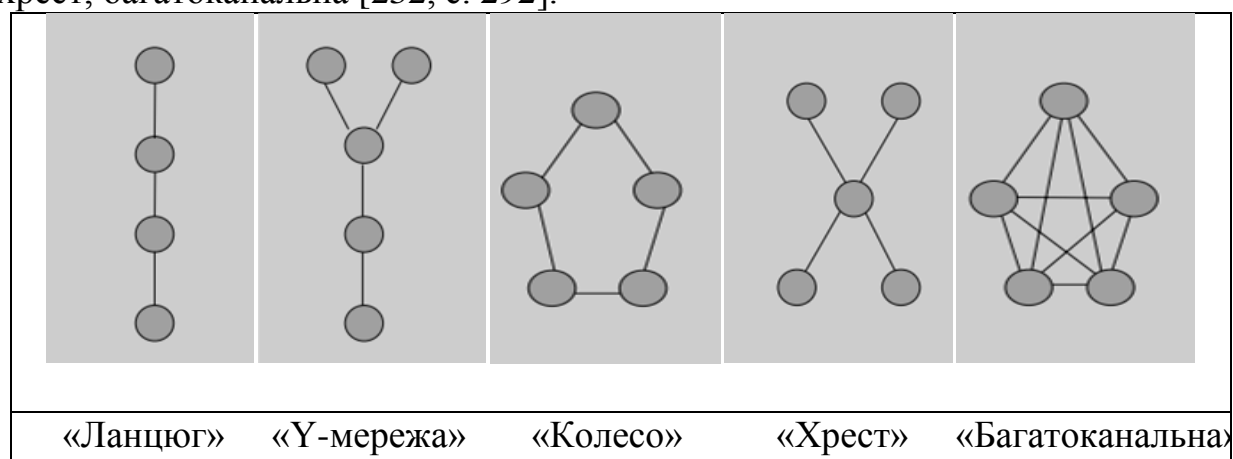 хрест, багатоканальна [232, с. 292].
«Ланцюг» «Y-мережа» «Колесо» «Хрест» «Багатоканальна»